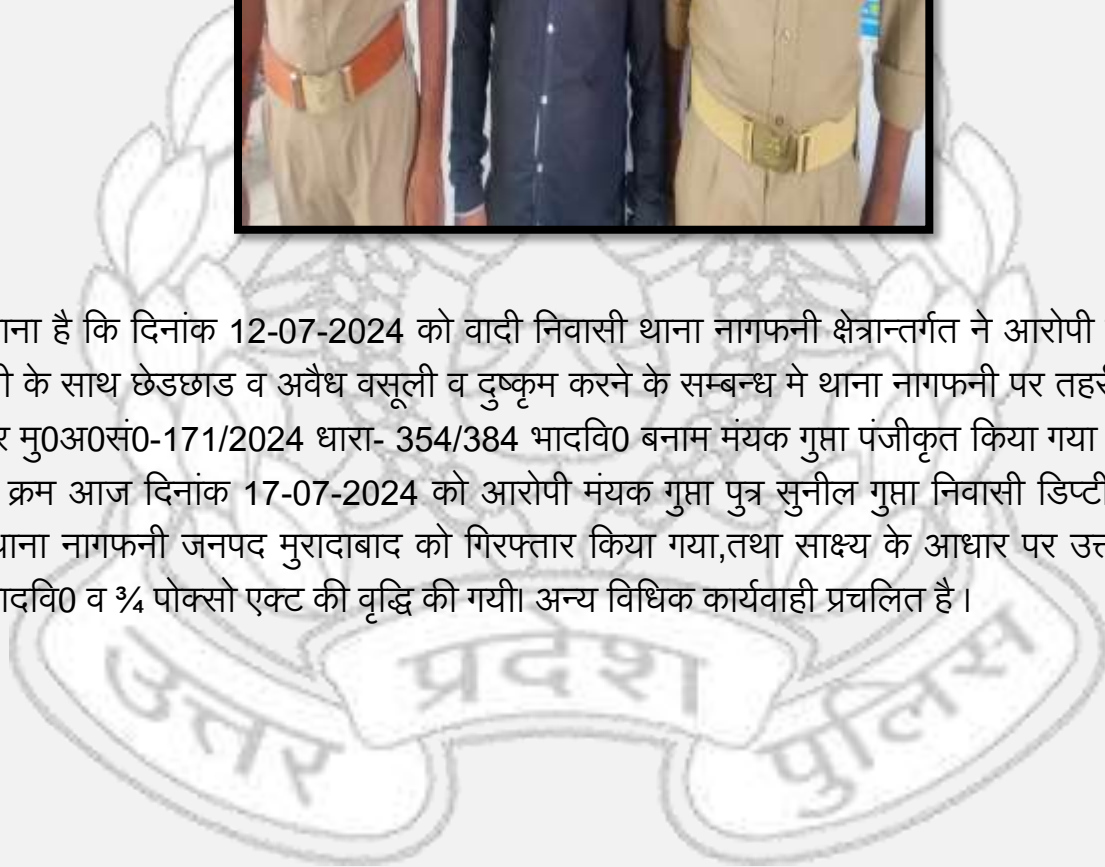 ाना है कि दिनांक 12-07-2024 को वादी निवासी थाना नागफनी क्षेत्रान्तर्गत ने आरोपी
ी के साथ छेडछाड व अवैध वसूली व दुष्कृम करने के सम्बन्ध मे थाना नागफनी पर तहर
र मु0अ0सं0-171/2024 धारा- 354/384 भादवि0 बनाम मंयक गुप्ता पंजीकृत किया गया
क्रम आज दिनांक 17-07-2024 को आरोपी मंयक गुप्ता पुत्र सुनील गुप्ता निवासी डिप्टी
थाना नागफनी जनपद मुरादाबाद को गिरफ्तार किया गया,तथा साक्ष्य के आधार पर उत्त
ादवि0 व ¾ पोक्सो एक्ट की वृद्धि की गयी। अन्य विधिक कार्यवाही प्रचलित है ।
उत्तर प्रदेश पुलिस